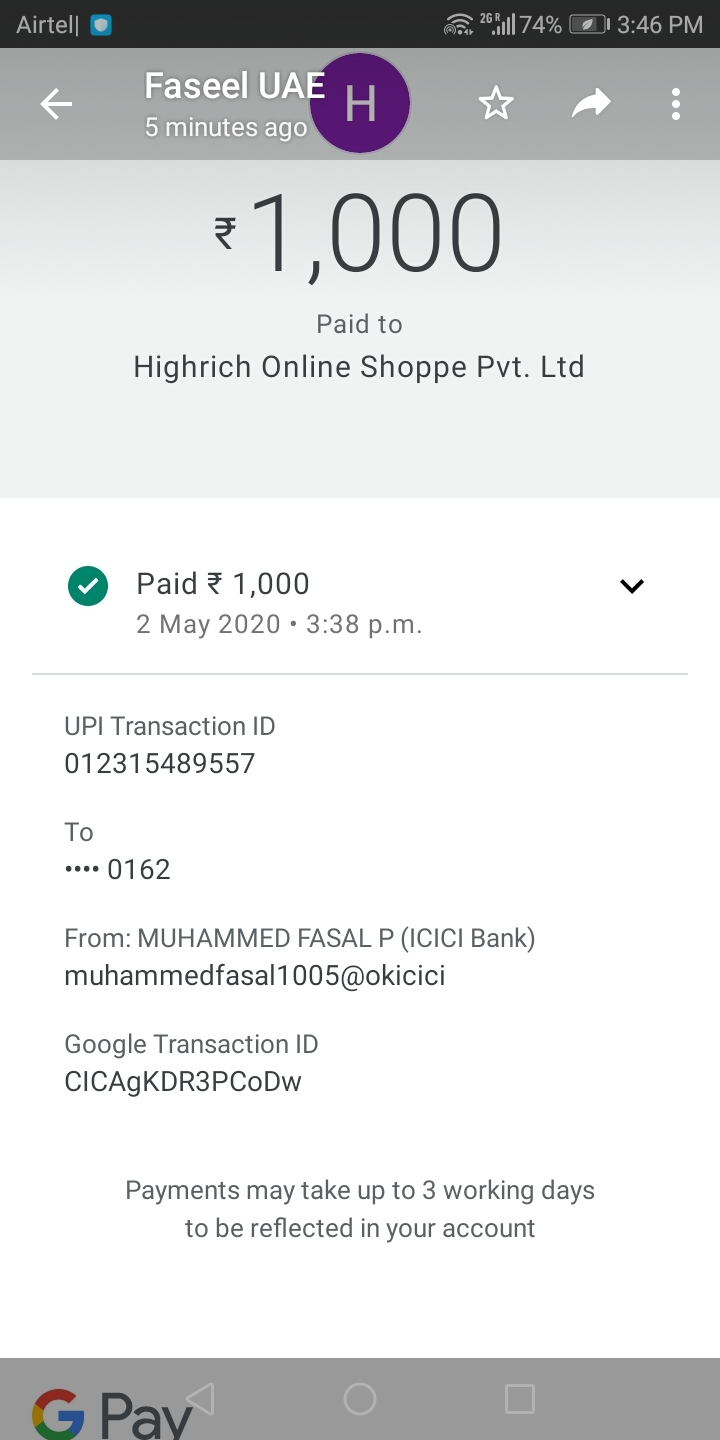 Airtel|
2G R 74% 3:46 PM
Faseel UAE
5 minutes ago
H
₹1,000
Paid to
Highrich Online Shoppe Pvt. Ltd
Paid ₹ 1,000
2 May 2020 • 3:38 p.m.
UPI Transaction ID
012315489557
To
•••• 0162
From: MUHAMMED FASAL P (ICICI Bank)
muhammedfasal1005@okicici
Google Transaction ID
CICAgKDR3PCoDw
Payments may take up to 3 working days
to be reflected in your account
G Pay